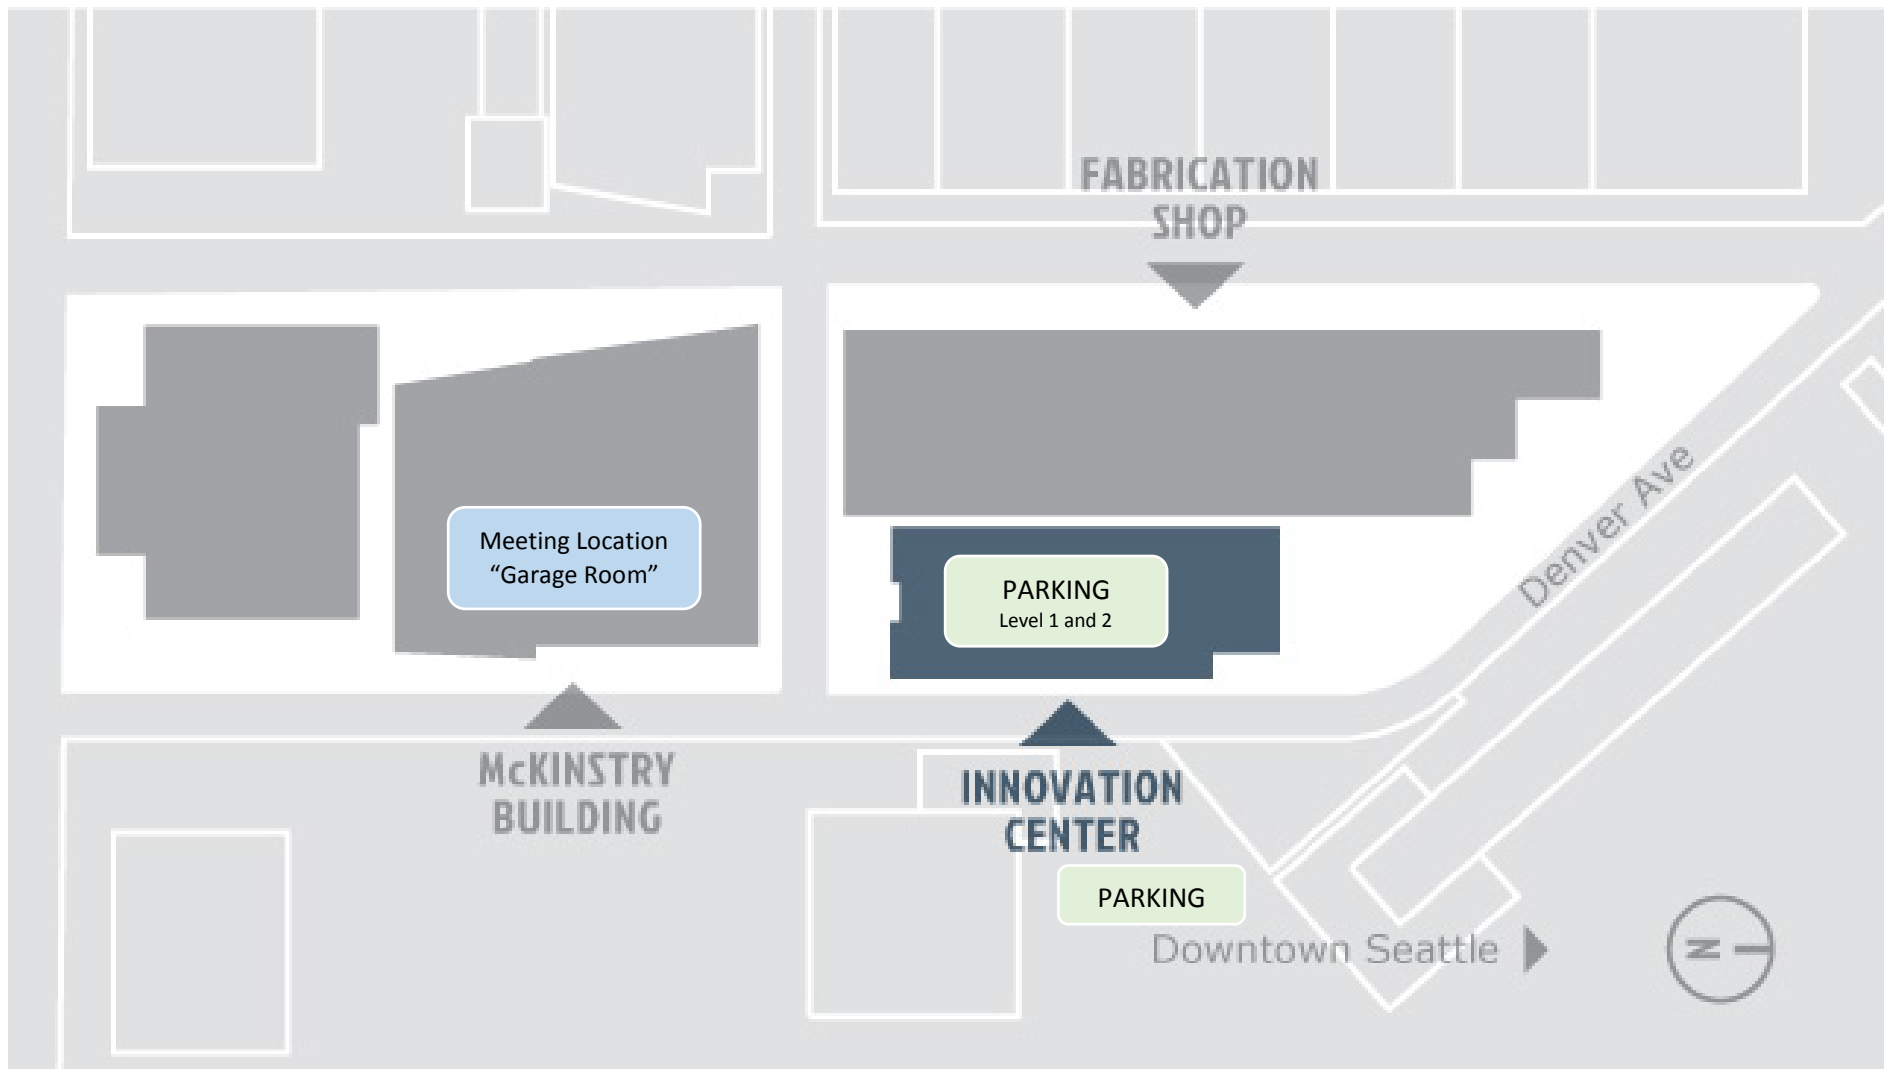 FABRICATION
SHOP
Denver Ave
Meeting Location
“Garage Room”
PARKING
Level 1 and 2
McKINSTRY
BUILDING
INNOVATION
CENTER
PARKING
Downtown Seattle
N